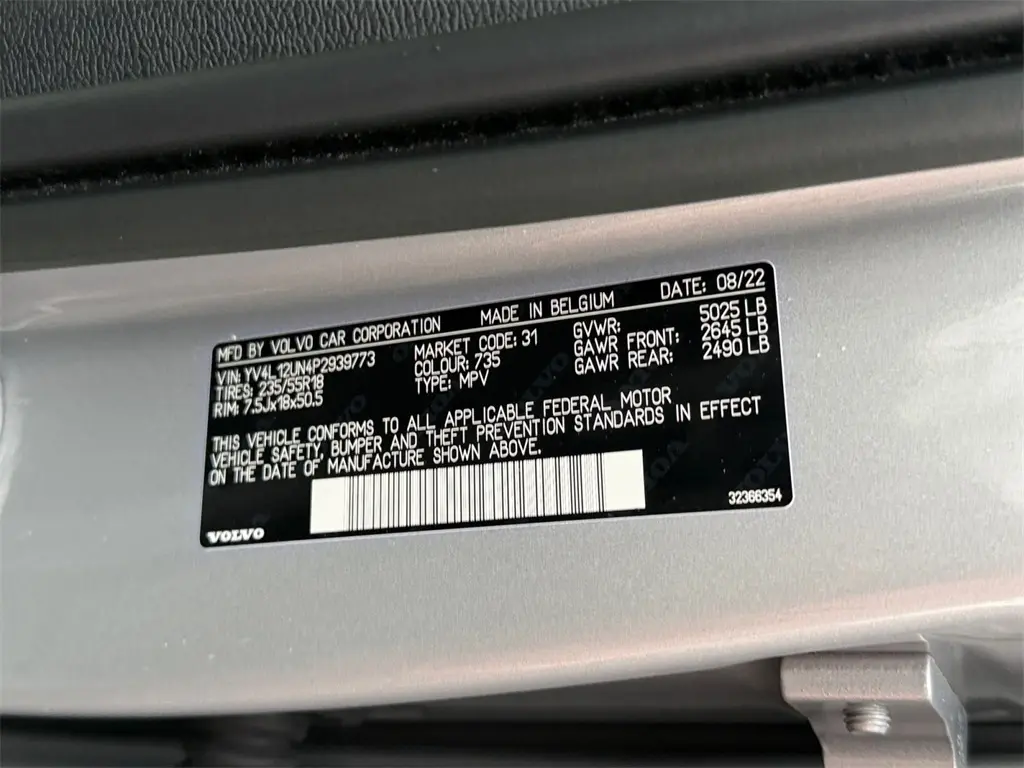 MFD BY VOLVO CAR CORPORATION MADE IN BELGIUM DATE: 08/22
VIN: YV4L12UN4P2939773 MARKET CODE: 31 GVWR: 5025 LB
TIRES: 235/55R18 COLOUR: 735 GAWR FRONT: 2645 LB
RIM: 7.5Jx18x50.5 TYPE: MPV GAWR REAR: 2490 LB
THIS VEHICLE CONFORMS TO ALL APPLICABLE FEDERAL MOTOR
VEHICLE SAFETY, BUMPER AND THEFT PREVENTION STANDARDS IN EFFECT
ON THE DATE OF MANUFACTURE SHOWN ABOVE.
VOLVO
32366354